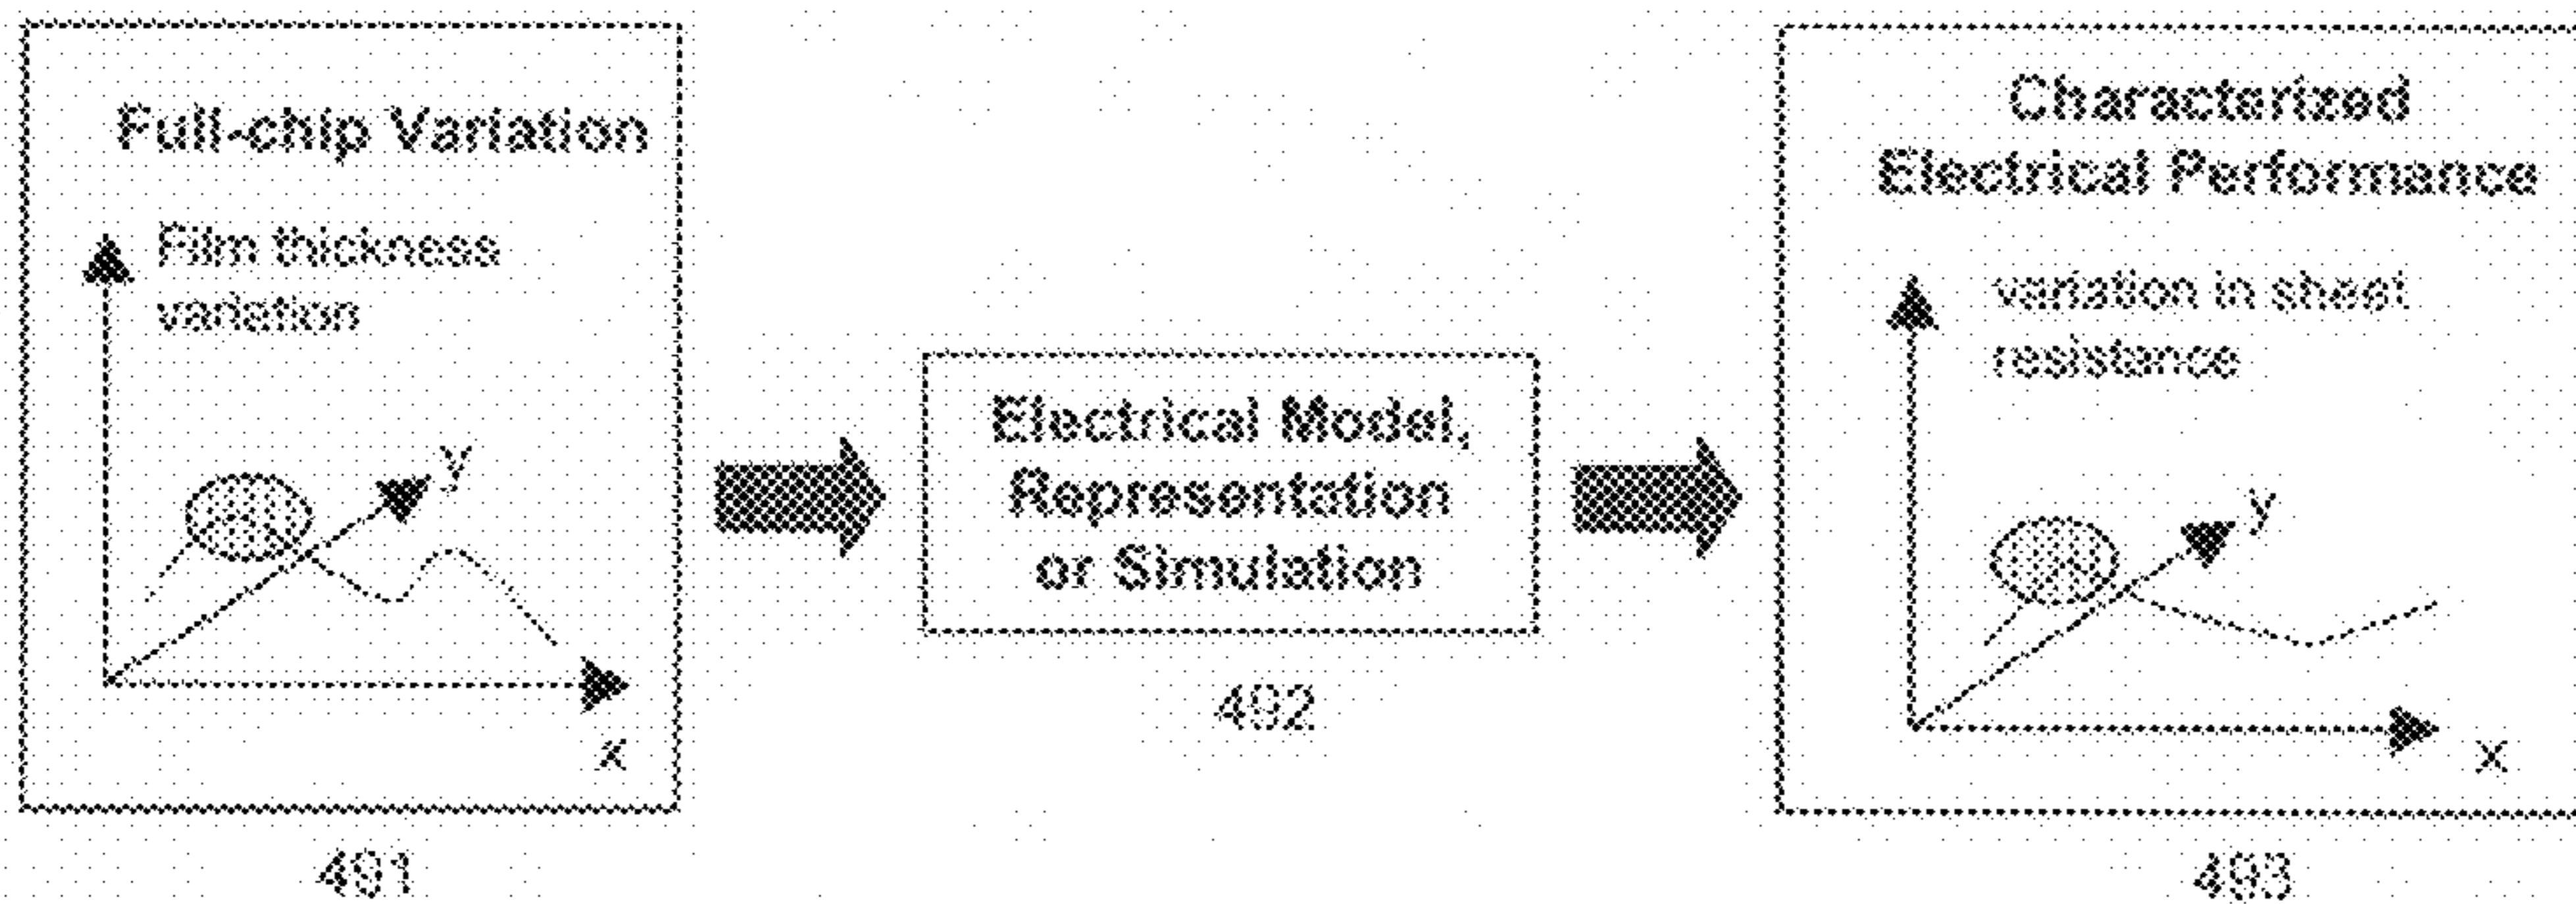 Full-chip Variation
Film thickness
variation
y
x
491
Electrical Model,
Representation
or Simulation
492
Characterized
Electrical Performance
variation in sheet
resistance
y
x
493